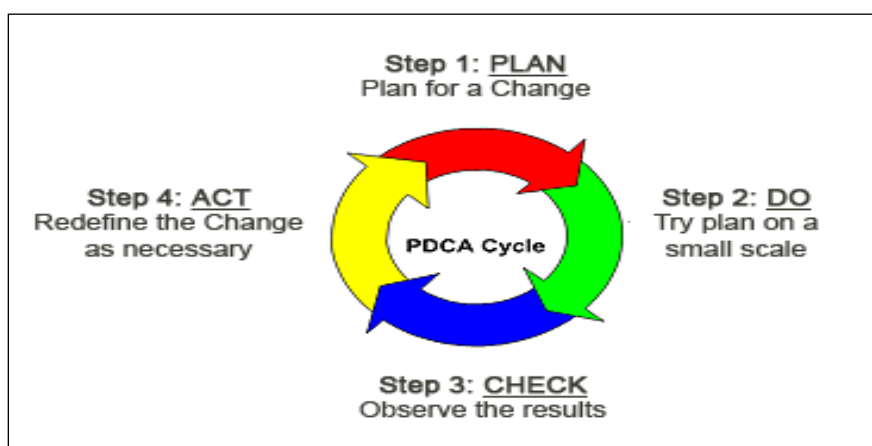 Step 1: PLAN
Plan for a Change
Step 4: ACT
Redefine the Change
as necessary
PDCA Cycle
Step 2: DO
Try plan on a
small scale
Step 3: CHECK
Observe the results